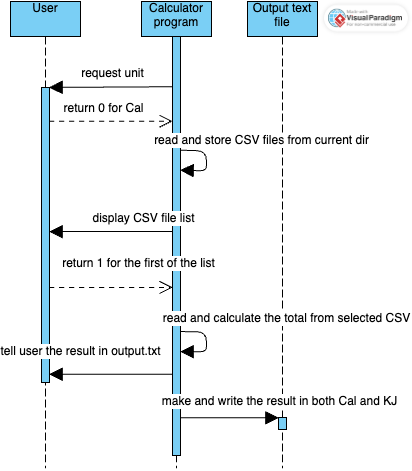 User
Calculator
program
Output text
file
Made with
Visual Paradigm
For non-commercial use
request unit
return 0 for Cal
read and store CSV files from current dir
display CSV file list
return 1 for the first of the list
read and calculate the total from selected CSV
tell user the result in output.txt
make and write the result in both Cal and KJ